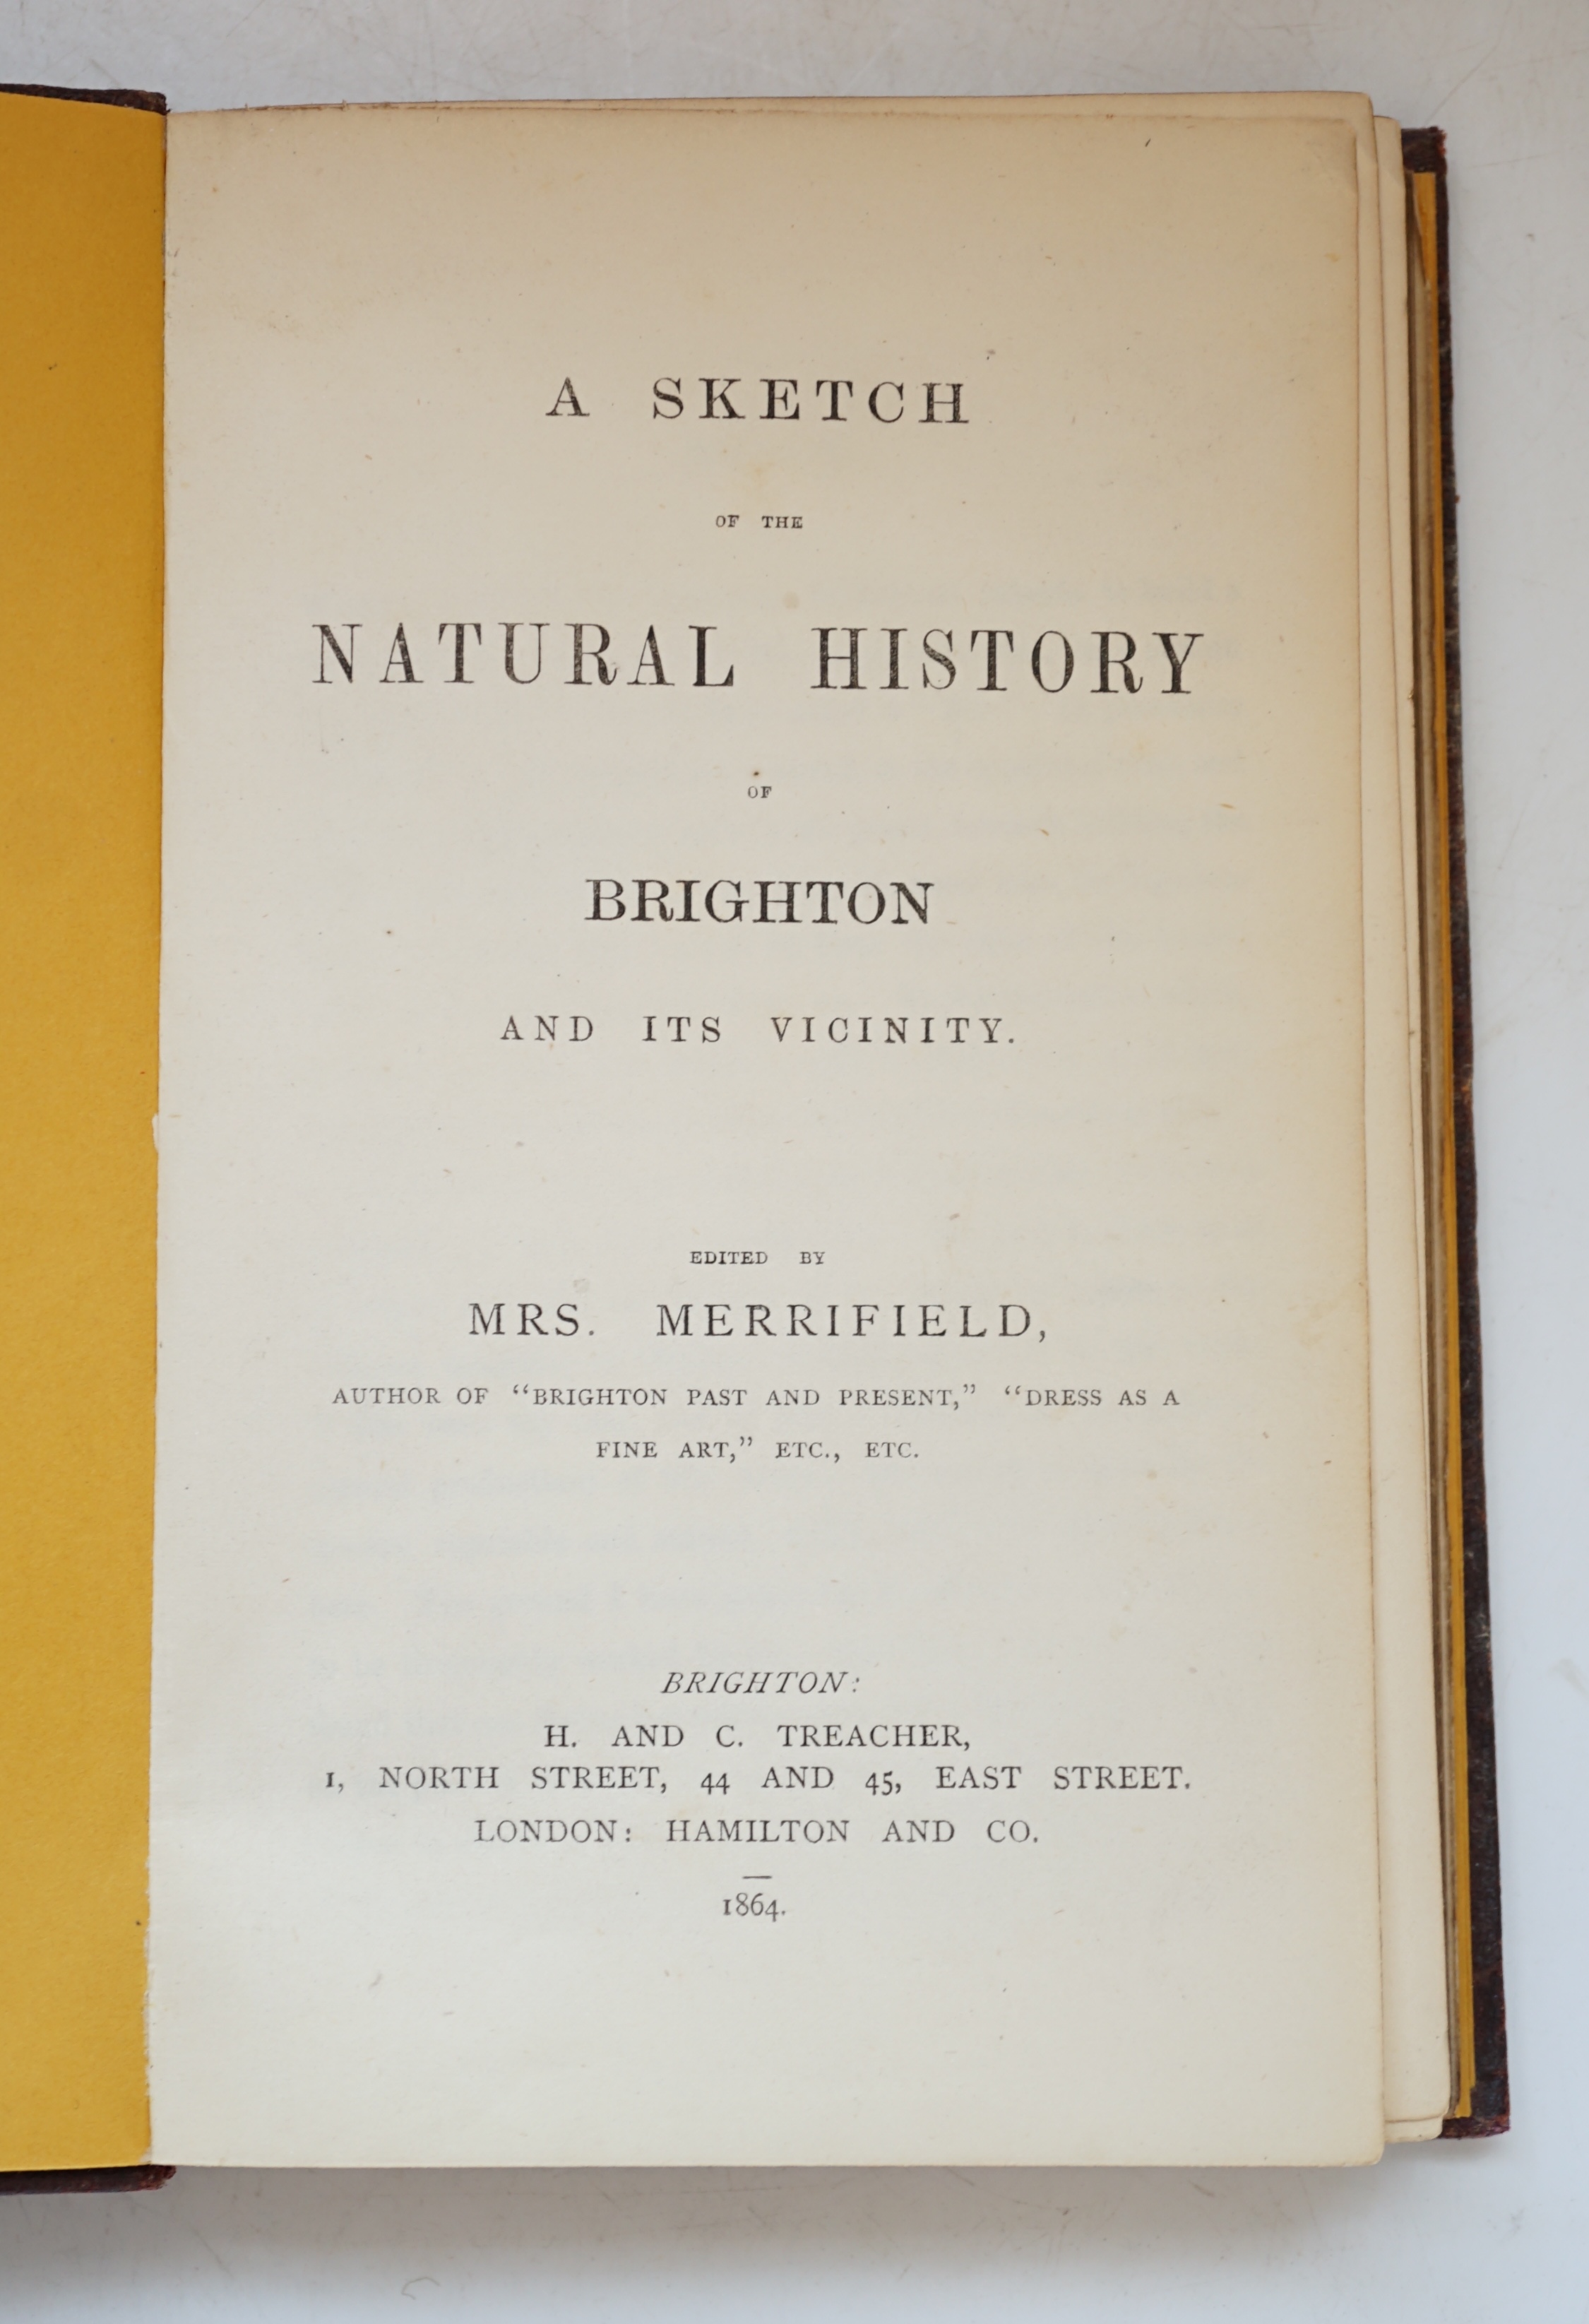 A SKETCH
OF THE
NATURAL HISTORY
OF
BRIGHTON
AND ITS VICINITY.
EDITED BY
MRS. MERRIFIELD,
AUTHOR OF “BRIGHTON PAST AND PRESENT,” “DRESS AS A
FINE ART,” ETC., ETC.
BRIGHTON:
H. AND C. TREACHER,
1, NORTH STREET, 44 AND 45, EAST STREET.
LONDON: HAMILTON AND CO.
1864.